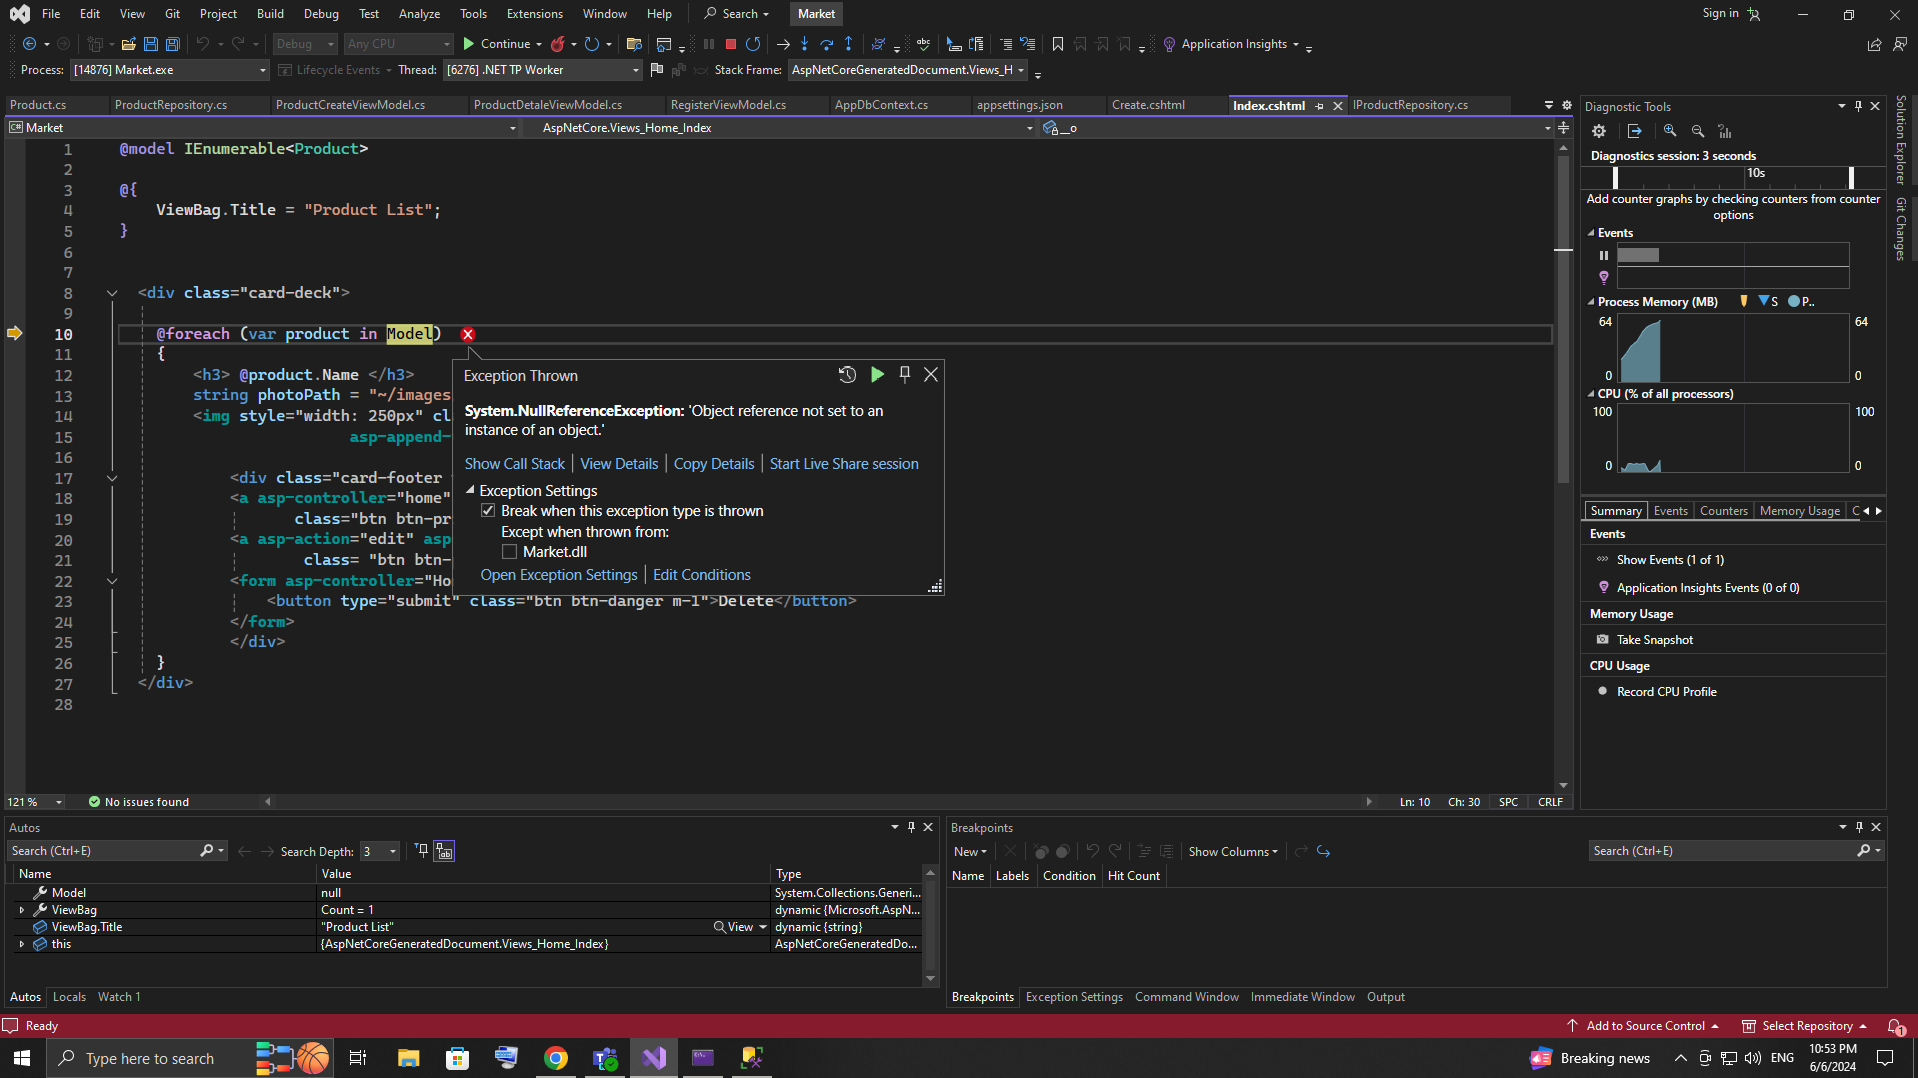 File Edit View Git Project Build Debug Test Analyze Tools Extensions Window Help Search Market Sign in
Debug Any CPU Continue Application Insights
Process: [14876] Market.exe Lifecycle Events Thread: [6276] .NET TP Worker Stack Frame: AspNetCoreGeneratedDocument.Views_H
Product.cs ProductRepository.cs ProductCreateViewModel.cs ProductDetaleViewModel.cs RegisterViewModel.cs AppDbContext.cs appsettings.json Create.cshtml Index.cshtml IProductRepository.cs
Market AspNetCore.Views_Home_Index __o
1 @model IEnumerable<Product>
2
3 @{
4 ViewBag.Title = "Product List";
5 }
6
7
8 <div class="card-deck">
9
10 @foreach (var product in Model)
11 {
12 <h3> @product.Name </h3>
13 string photoPath = "~/images
14 <img style="width: 250px" cl
15 asp-append-
16
17 <div class="card-footer
18 <a asp-controller="home"
19 class="btn btn-pr
20 <a asp-action="edit" asp
21 class= "btn btn-
22 <form asp-controller="Ho
23 <button type="submit" class="btn btn-danger m-1">Delete</button>
24 </form>
25 </div>
26 }
27 </div>
28
Exception Thrown
System.NullReferenceException: 'Object reference not set to an
instance of an object.'
Show Call Stack View Details Copy Details Start Live Share session
Exception Settings
Break when this exception type is thrown
Except when thrown from:
Market.dll
Open Exception Settings Edit Conditions
121 % No issues found Ln: 10 Ch: 30 SPC CRLF
Diagnostic Tools
Diagnostics session: 3 seconds
10s
Add counter graphs by checking counters from counter
options
Events
Process Memory (MB) S P..
64 64
0 0
CPU (% of all processors)
100 100
0 0
Summary Events Counters Memory Usage C
Events
Show Events (1 of 1)
Application Insights Events (0 of 0)
Memory Usage
Take Snapshot
CPU Usage
Record CPU Profile
Solution Explorer
Git Changes
Autos
Search (Ctrl+E) Search Depth: 3
Name Value Type
Model null System.Collections.Generi...
ViewBag Count = 1 dynamic {Microsoft.AspN...
ViewBag.Title "Product List" View dynamic {string}
this {AspNetCoreGeneratedDocument.Views_Home_Index} AspNetCoreGeneratedDo...
Autos Locals Watch 1
Breakpoints
New Show Columns Search (Ctrl+E)
Name Labels Condition Hit Count
Breakpoints Exception Settings Command Window Immediate Window Output
Ready Add to Source Control Select Repository 1
Type here to search Breaking news ENG 10:53 PM
6/6/2024